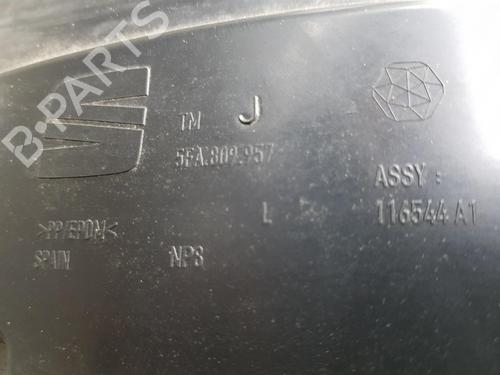 B-PARTS
TM
J
5FA.809.957
ASSY :
L
116544 A1
>PP/EPDM<
SPAIN
NP8